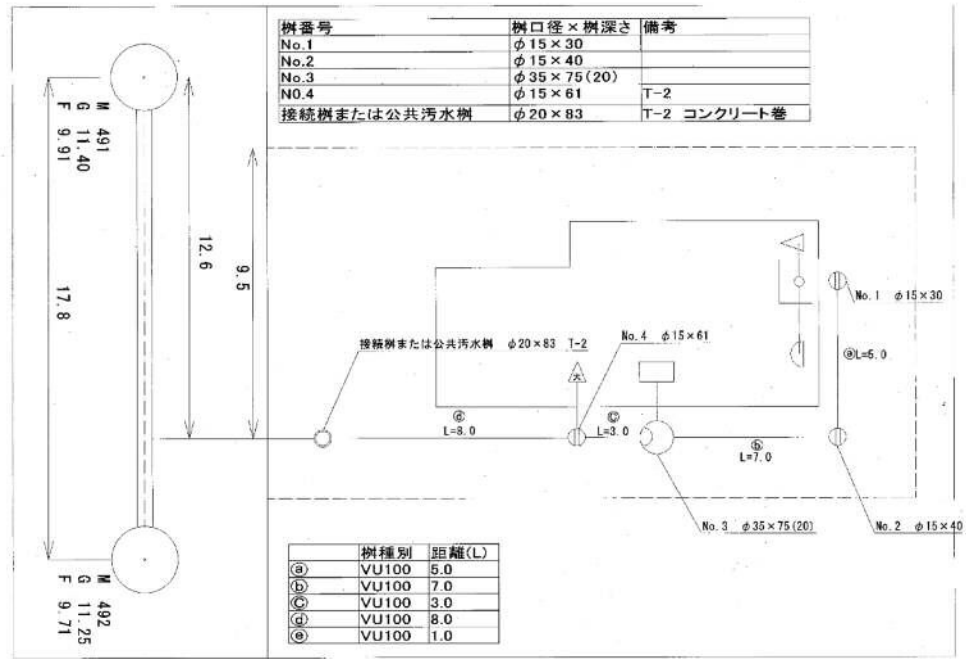 桝番号 桝口径×桝深さ 備考
No.1 φ15×30
No.2 φ15×40
No.3 φ35×75(20)
N0.4 φ15×61 T-2
接続桝または公共汚水桝 φ20×83 T-2 コンクリート巻
M 491
G 11.40
F 9.91
12.6
9.5
17.8
No.1 φ15×30
接続桝または公共汚水桝 φ20×83 T-2
No.4 φ15×61
ⓐL=5.0
大
ⓓ
L=8.0
ⓒ
L=3.0
ⓑ
L=7.0
No.3 φ35×75(20)
No.2 φ15×40
桝種別 距離(L)
ⓐ VU100 5.0
ⓑ VU100 7.0
ⓒ VU100 3.0
ⓓ VU100 8.0
ⓔ VU100 1.0
M 492
G 11.25
F 9.71